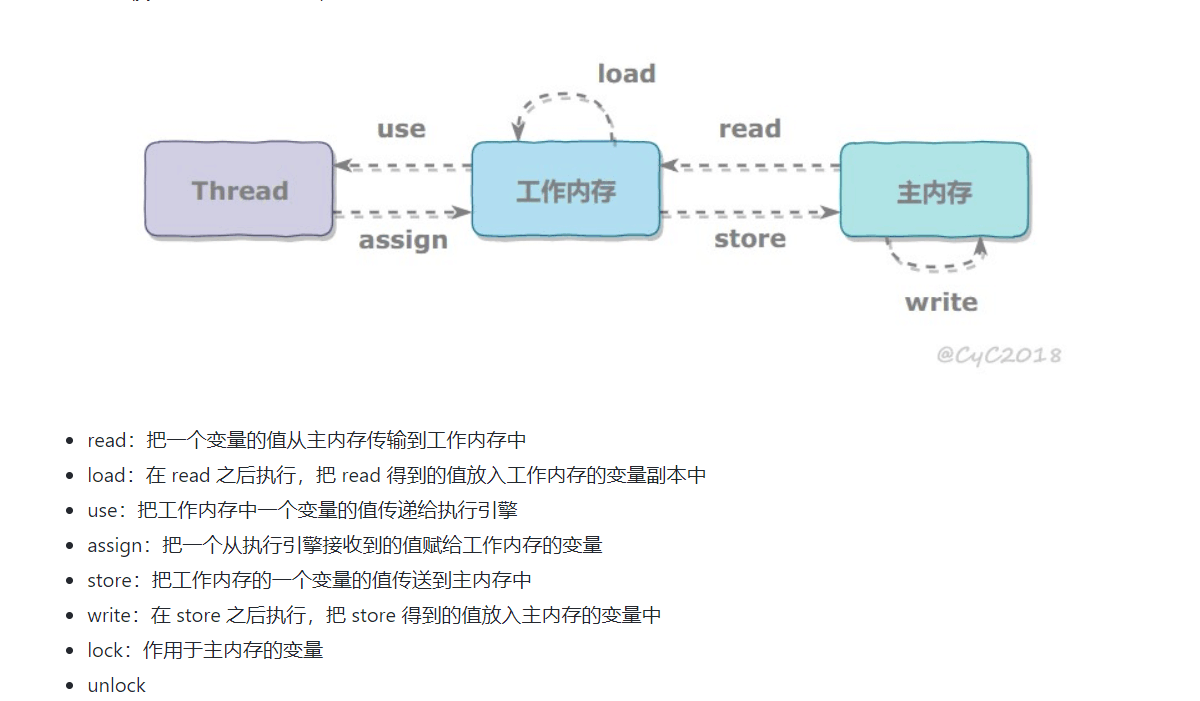 load
use
read
Thread
工作内存
主内存
assign
store
write
@CyC2018
read：把一个变量的值从主内存传输到工作内存中
load：在 read 之后执行，把 read 得到的值放入工作内存的变量副本中
use：把工作内存中一个变量的值传递给执行引擎
assign：把一个从执行引擎接收到的值赋给工作内存的变量
store：把工作内存的一个变量的值传送到主内存中
write：在 store 之后执行，把 store 得到的值放入主内存的变量中
lock：作用于主内存的变量
unlock